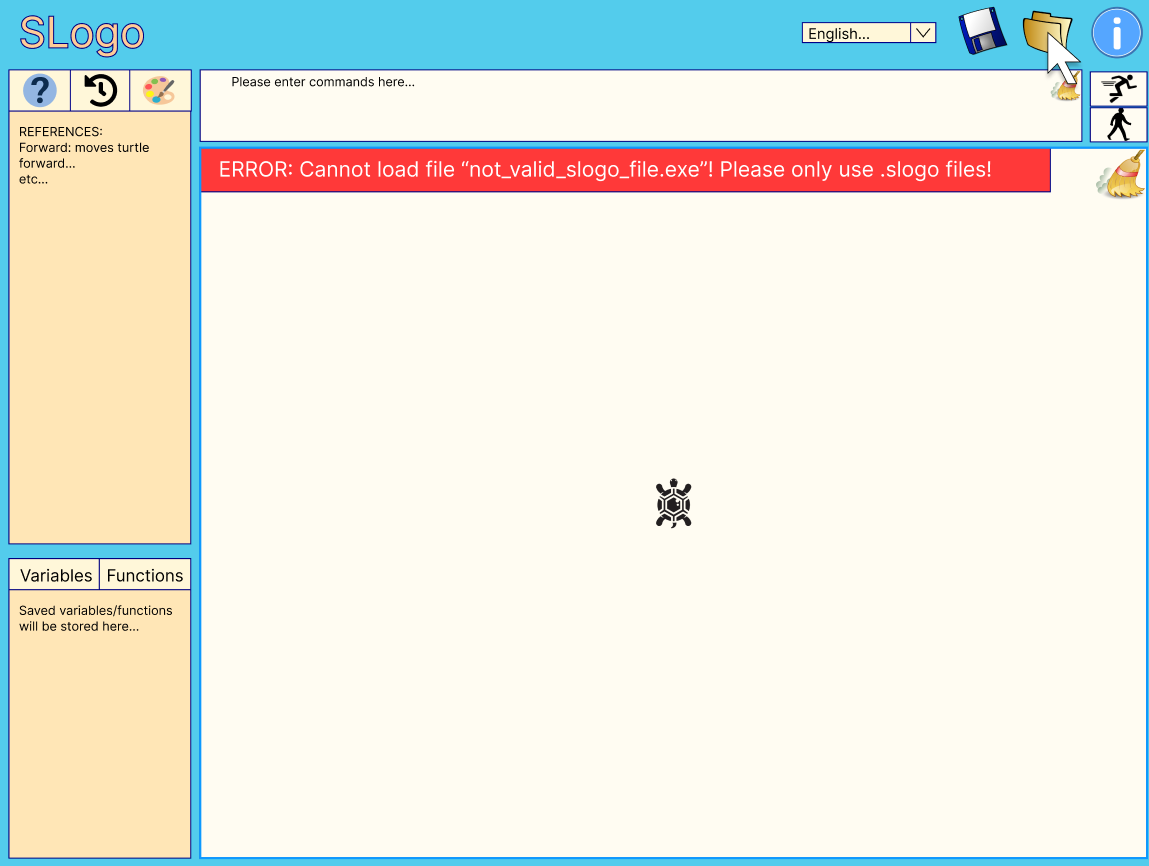 SLogo
English...
Please enter commands here...
REFERENCES:
Forward: moves turtle
forward...
etc...
ERROR: Cannot load file “not_valid_slogo_file.exe”! Please only use .slogo files!
Variables
Functions
Saved variables/functions
will be stored here...